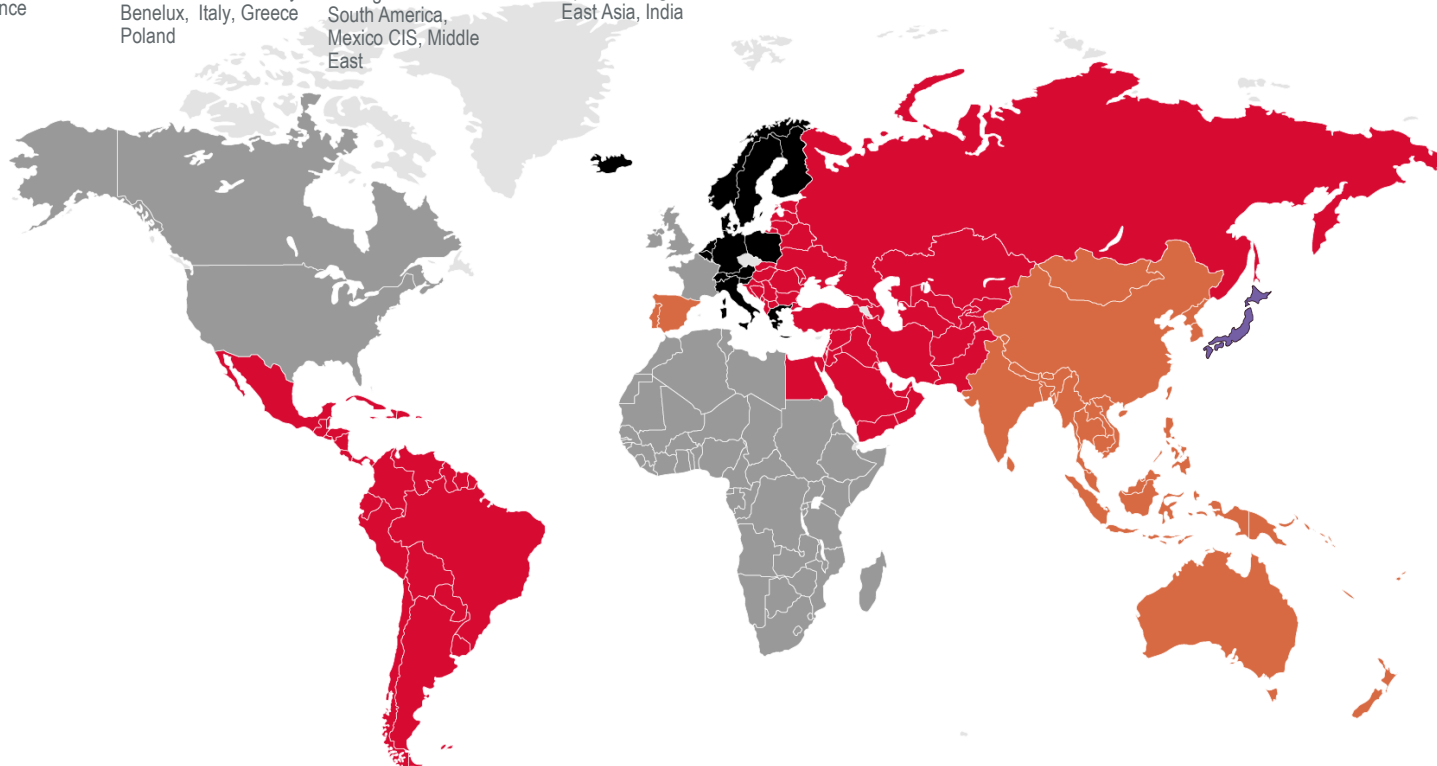 nce
Benelux, Italy, Greece
Poland
South America,
Mexico CIS, Middle
East
East Asia, India